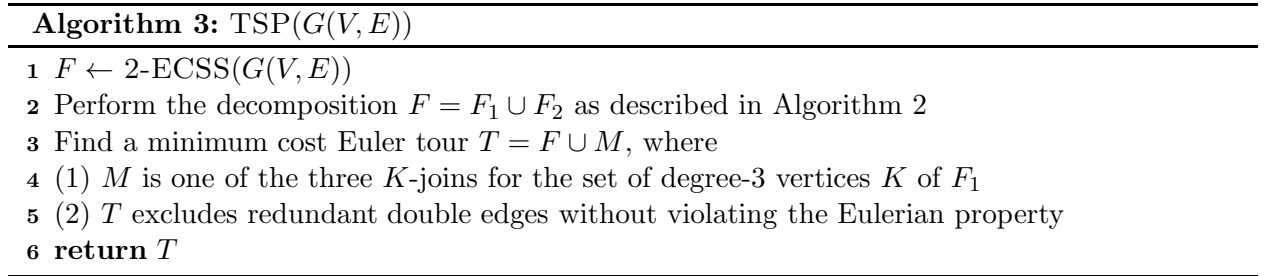 Algorithm 3: TSP(G(V, E))
1 F ← 2-ECSS(G(V, E))
2 Perform the decomposition F = F₁ ∪ F₂ as described in Algorithm 2
3 Find a minimum cost Euler tour T = F ∪ M, where
4 (1) M is one of the three K-joins for the set of degree-3 vertices K of F₁
5 (2) T excludes redundant double edges without violating the Eulerian property
6 return T